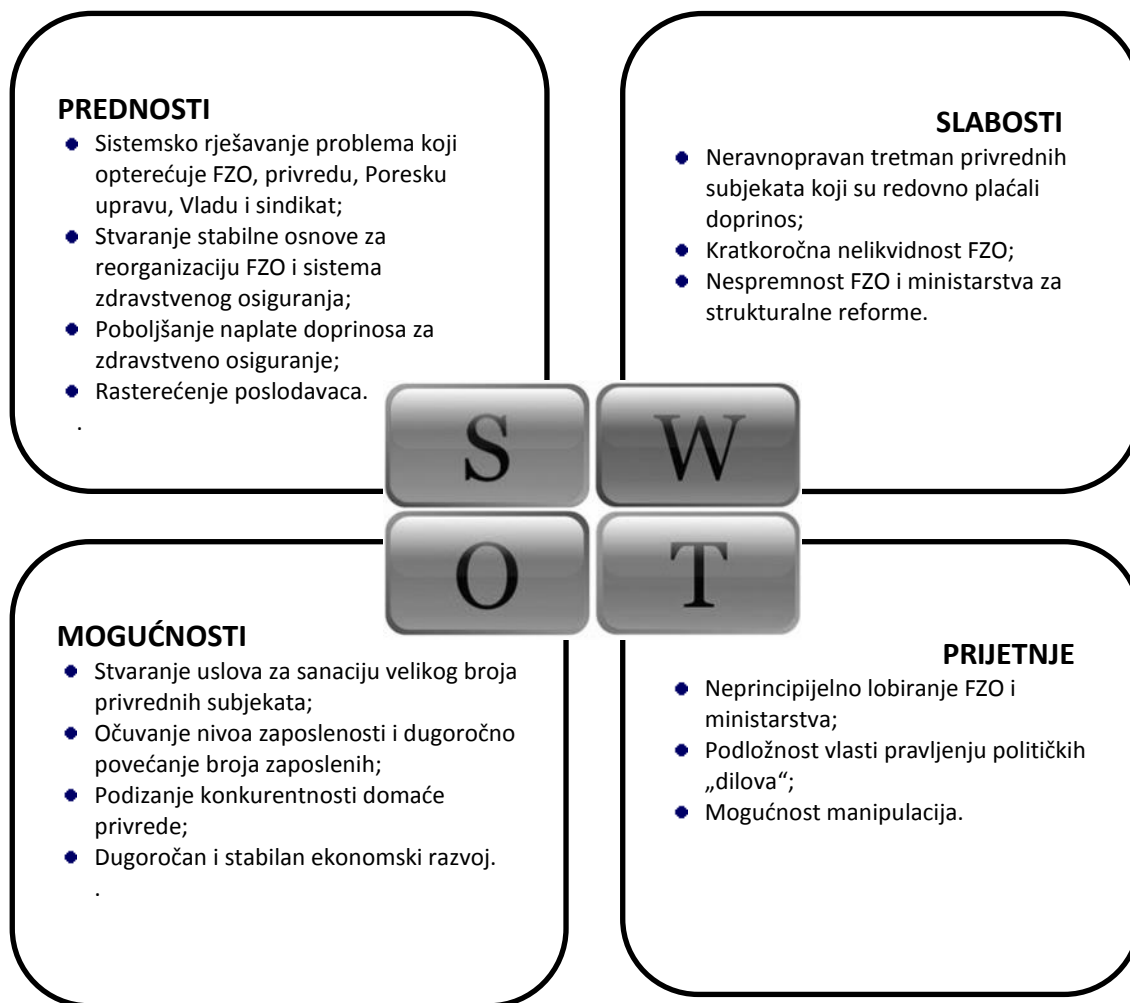 PREDNOSTI
Sistemsko rješavanje problema koji
opterećuje FZO, privredu, Poresku
upravu, Vladu i sindikat;
Stvaranje stabilne osnove za
reorganizaciju FZO i sistema
zdravstvenog osiguranja;
Poboljšanje naplate doprinosa za
zdravstveno osiguranje;
Rasterećenje poslodavaca.
.
SLABOSTI
Neravnopravan tretman privrednih
subjekata koji su redovno plaćali
doprinos;
Kratkoročna nelikvidnost FZO;
Nespremnost FZO i ministarstva za
strukturalne reforme.
S
W
O
T
MOGUĆNOSTI
Stvaranje uslova za sanaciju velikog broja
privrednih subjekata;
Očuvanje nivoa zaposlenosti i dugoročno
povećanje broja zaposlenih;
Podizanje konkurentnosti domaće
privrede;
Dugoročan i stabilan ekonomski razvoj.
.
PRIJETNJE
Neprincipijelno lobiranje FZO i
ministarstva;
Podložnost vlasti pravljenju političkih
„dilova“;
Mogućnost manipulacija.